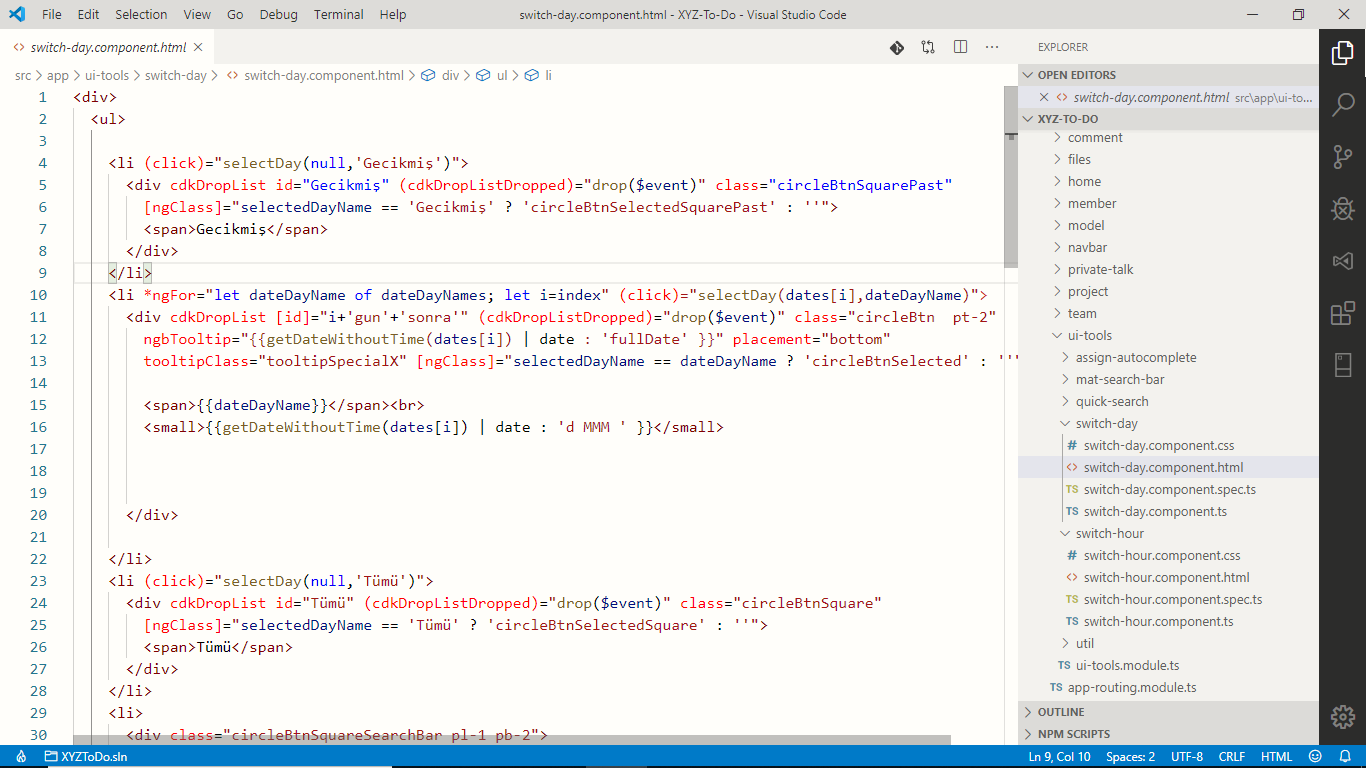 File Edit Selection View Go Debug Terminal Help switch-day.component.html - XYZ-To-Do - Visual Studio Code
switch-day.component.html
src > app > ui-tools > switch-day > switch-day.component.html > div > ul > li
1 <div>
2 <ul>
3
4 <li (click)="selectDay(null,'Gecikmiş')">
5 <div cdkDropList id="Gecikmiş" (cdkDropListDropped)="drop($event)" class="circleBtnSquarePast"
6 [ngClass]="selectedDayName == 'Gecikmiş' ? 'circleBtnSelectedSquarePast' : ''">
7 <span>Gecikmiş</span>
8 </div>
9 </li>
10 <li *ngFor="let dateDayName of dateDayNames; let i=index" (click)="selectDay(dates[i],dateDayName)">
11 <div cdkDropList [id]="i+'gun'+'sonra'" (cdkDropListDropped)="drop($event)" class="circleBtn  pt-2"
12 ngbTooltip="{{getDateWithoutTime(dates[i]) | date : 'fullDate' }}" placement="bottom"
13 tooltipClass="tooltipSpecialX" [ngClass]="selectedDayName == dateDayName ? 'circleBtnSelected' : ''"
14
15 <span>{{dateDayName}}</span><br>
16 <small>{{getDateWithoutTime(dates[i]) | date : 'd MMM ' }}</small>
17
18
19
20 </div>
21
22 </li>
23 <li (click)="selectDay(null,'Tümü')">
24 <div cdkDropList id="Tümü" (cdkDropListDropped)="drop($event)" class="circleBtnSquare"
25 [ngClass]="selectedDayName == 'Tümü' ? 'circleBtnSelectedSquare' : ''">
26 <span>Tümü</span>
27 </div>
28 </li>
29 <li>
30 <div class="circleBtnSquareSearchBar pl-1 pb-2">
EXPLORER
OPEN EDITORS
switch-day.component.html src\app\ui-to...
XYZ-TO-DO
comment
files
home
member
model
navbar
private-talk
project
team
ui-tools
assign-autocomplete
mat-search-bar
quick-search
switch-day
# switch-day.component.css
<> switch-day.component.html
TS switch-day.component.spec.ts
TS switch-day.component.ts
switch-hour
# switch-hour.component.css
<> switch-hour.component.html
TS switch-hour.component.spec.ts
TS switch-hour.component.ts
util
TS ui-tools.module.ts
TS app-routing.module.ts
OUTLINE
NPM SCRIPTS
XYZToDo.sln Ln 9, Col 10 Spaces: 2 UTF-8 CRLF HTML